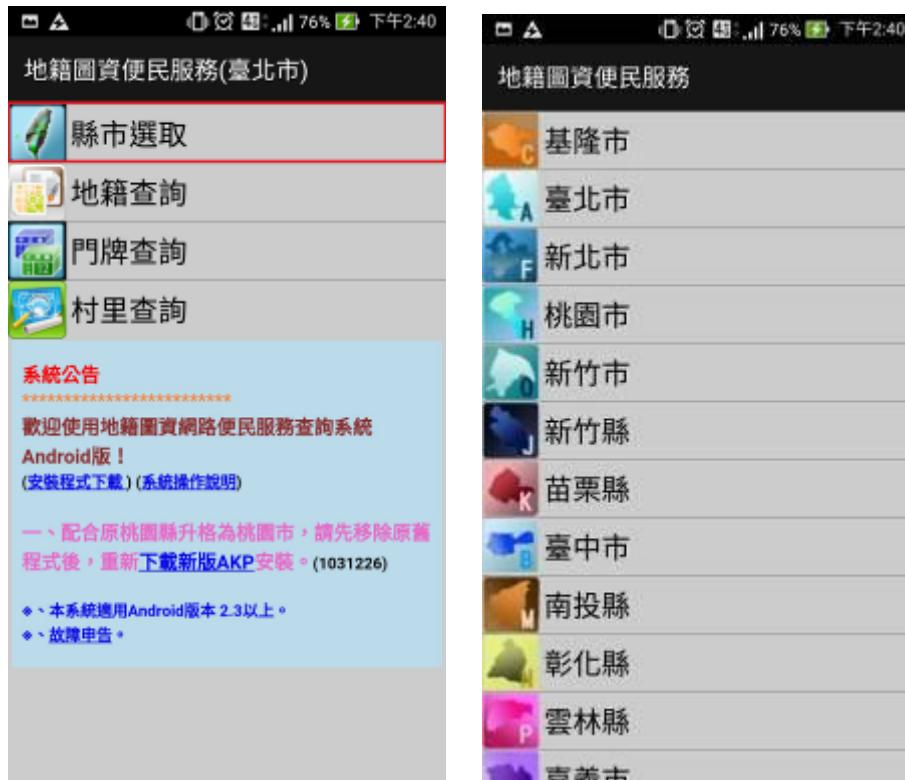 76% 下午2:40
地籍圖資便民服務(臺北市)
縣市選取
地籍查詢
門牌查詢
村里查詢
系統公告
*************************
歡迎使用地籍圖資網路便民服務查詢系統
Android版！
(安裝程式下載) (系統操作說明)
一、配合原桃園縣升格為桃園市，請先移除原舊
程式後，重新下載新版AKP安裝。(1031226)
※、本系統適用Android版本 2.3以上。
※、故障申告。
76% 下午2:40
地籍圖資便民服務
C 基隆市
A 臺北市
F 新北市
H 桃園市
O 新竹市
J 新竹縣
K 苗栗縣
B 臺中市
M 南投縣
N 彰化縣
P 雲林縣
嘉義市